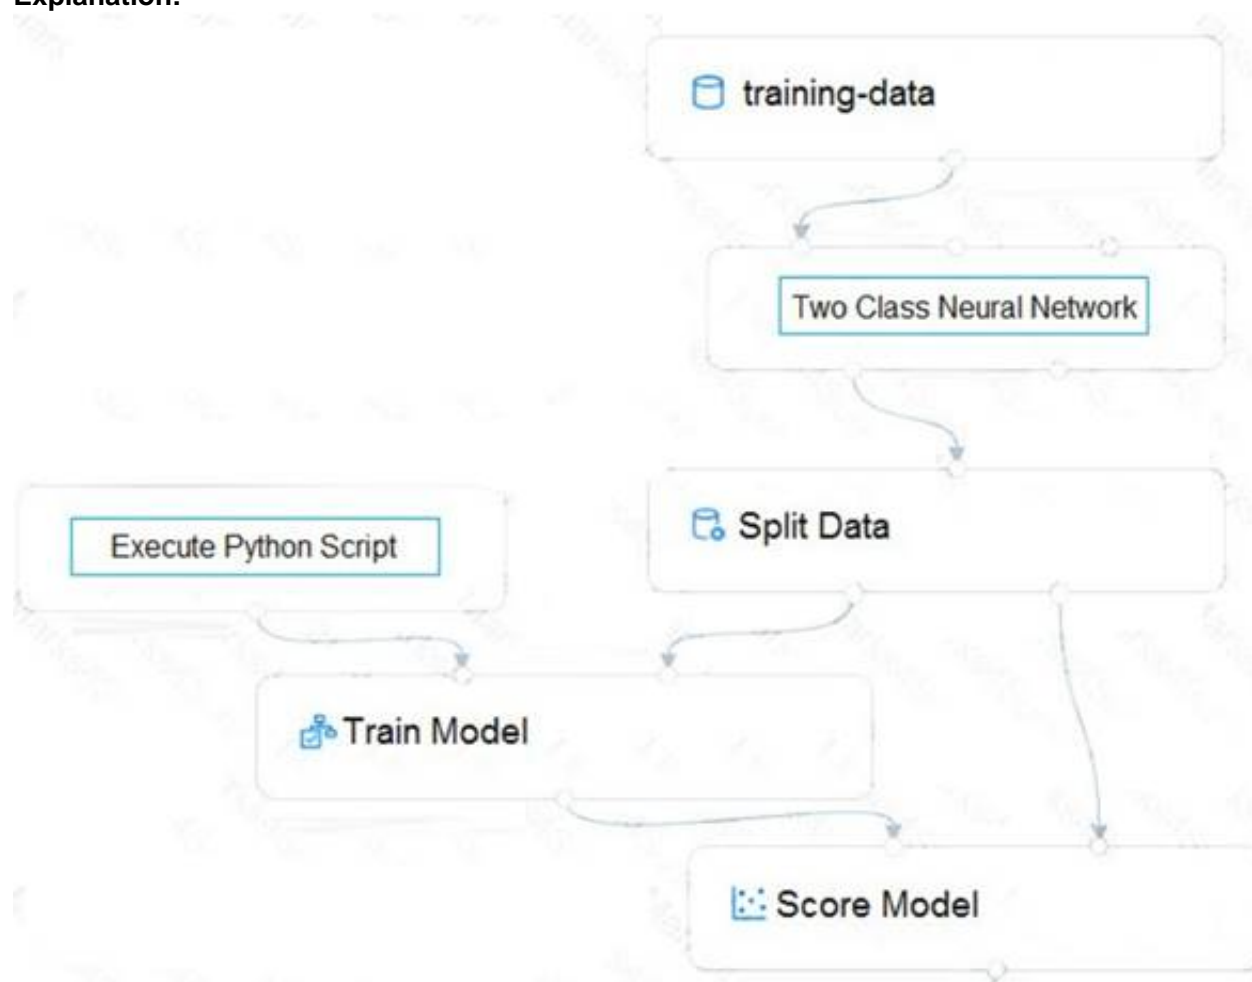 Explanation:
training-data
Two Class Neural Network
Split Data
Execute Python Script
Train Model
Score Model